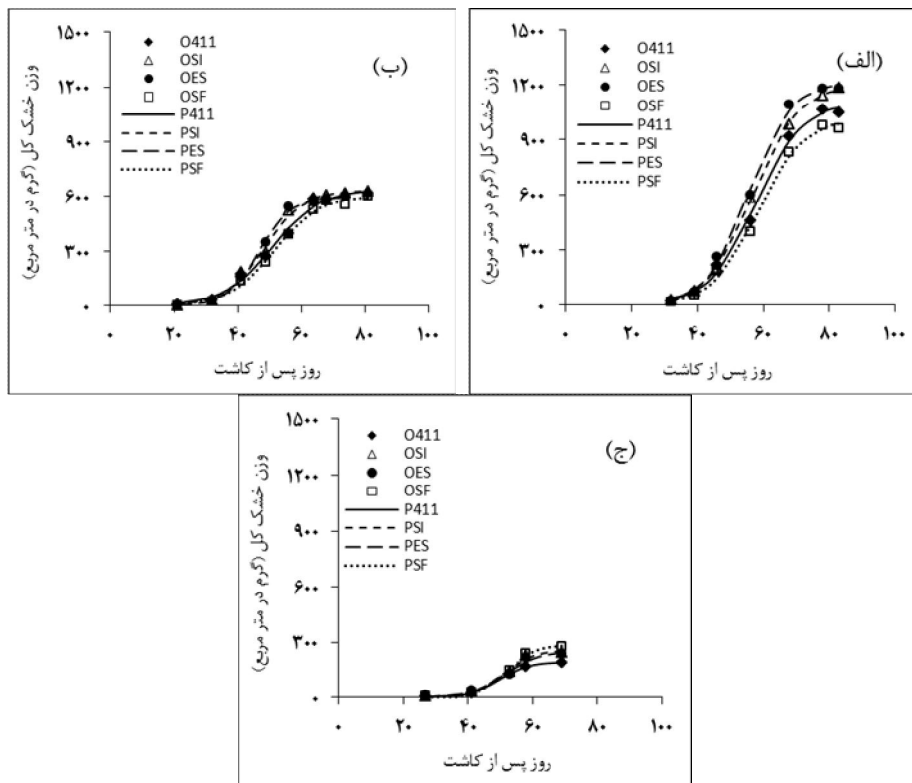 (الف)
وزن خشک کل (گرم در متر مربع)
۱۵۰۰
۱۲۰۰
۹۰۰
۶۰۰
۳۰۰
۰
O411
OSI
OES
OSF
P411
PSI
PES
PSF
۰ ۲۰ ۴۰ ۶۰ ۸۰ ۱۰۰
روز پس از کاشت
(ب)
وزن خشک کل (گرم در متر مربع)
۱۵۰۰
۱۲۰۰
۹۰۰
۶۰۰
۳۰۰
۰
O411
OSI
OES
OSF
P411
PSI
PES
PSF
۰ ۲۰ ۴۰ ۶۰ ۸۰ ۱۰۰
روز پس از کاشت
(ج)
وزن خشک کل (گرم در متر مربع)
۱۵۰۰
۱۲۰۰
۹۰۰
۶۰۰
۳۰۰
۰
O411
OSI
OES
OSF
P411
PSI
PES
PSF
۰ ۲۰ ۴۰ ۶۰ ۸۰ ۱۰۰
روز پس از کاشت